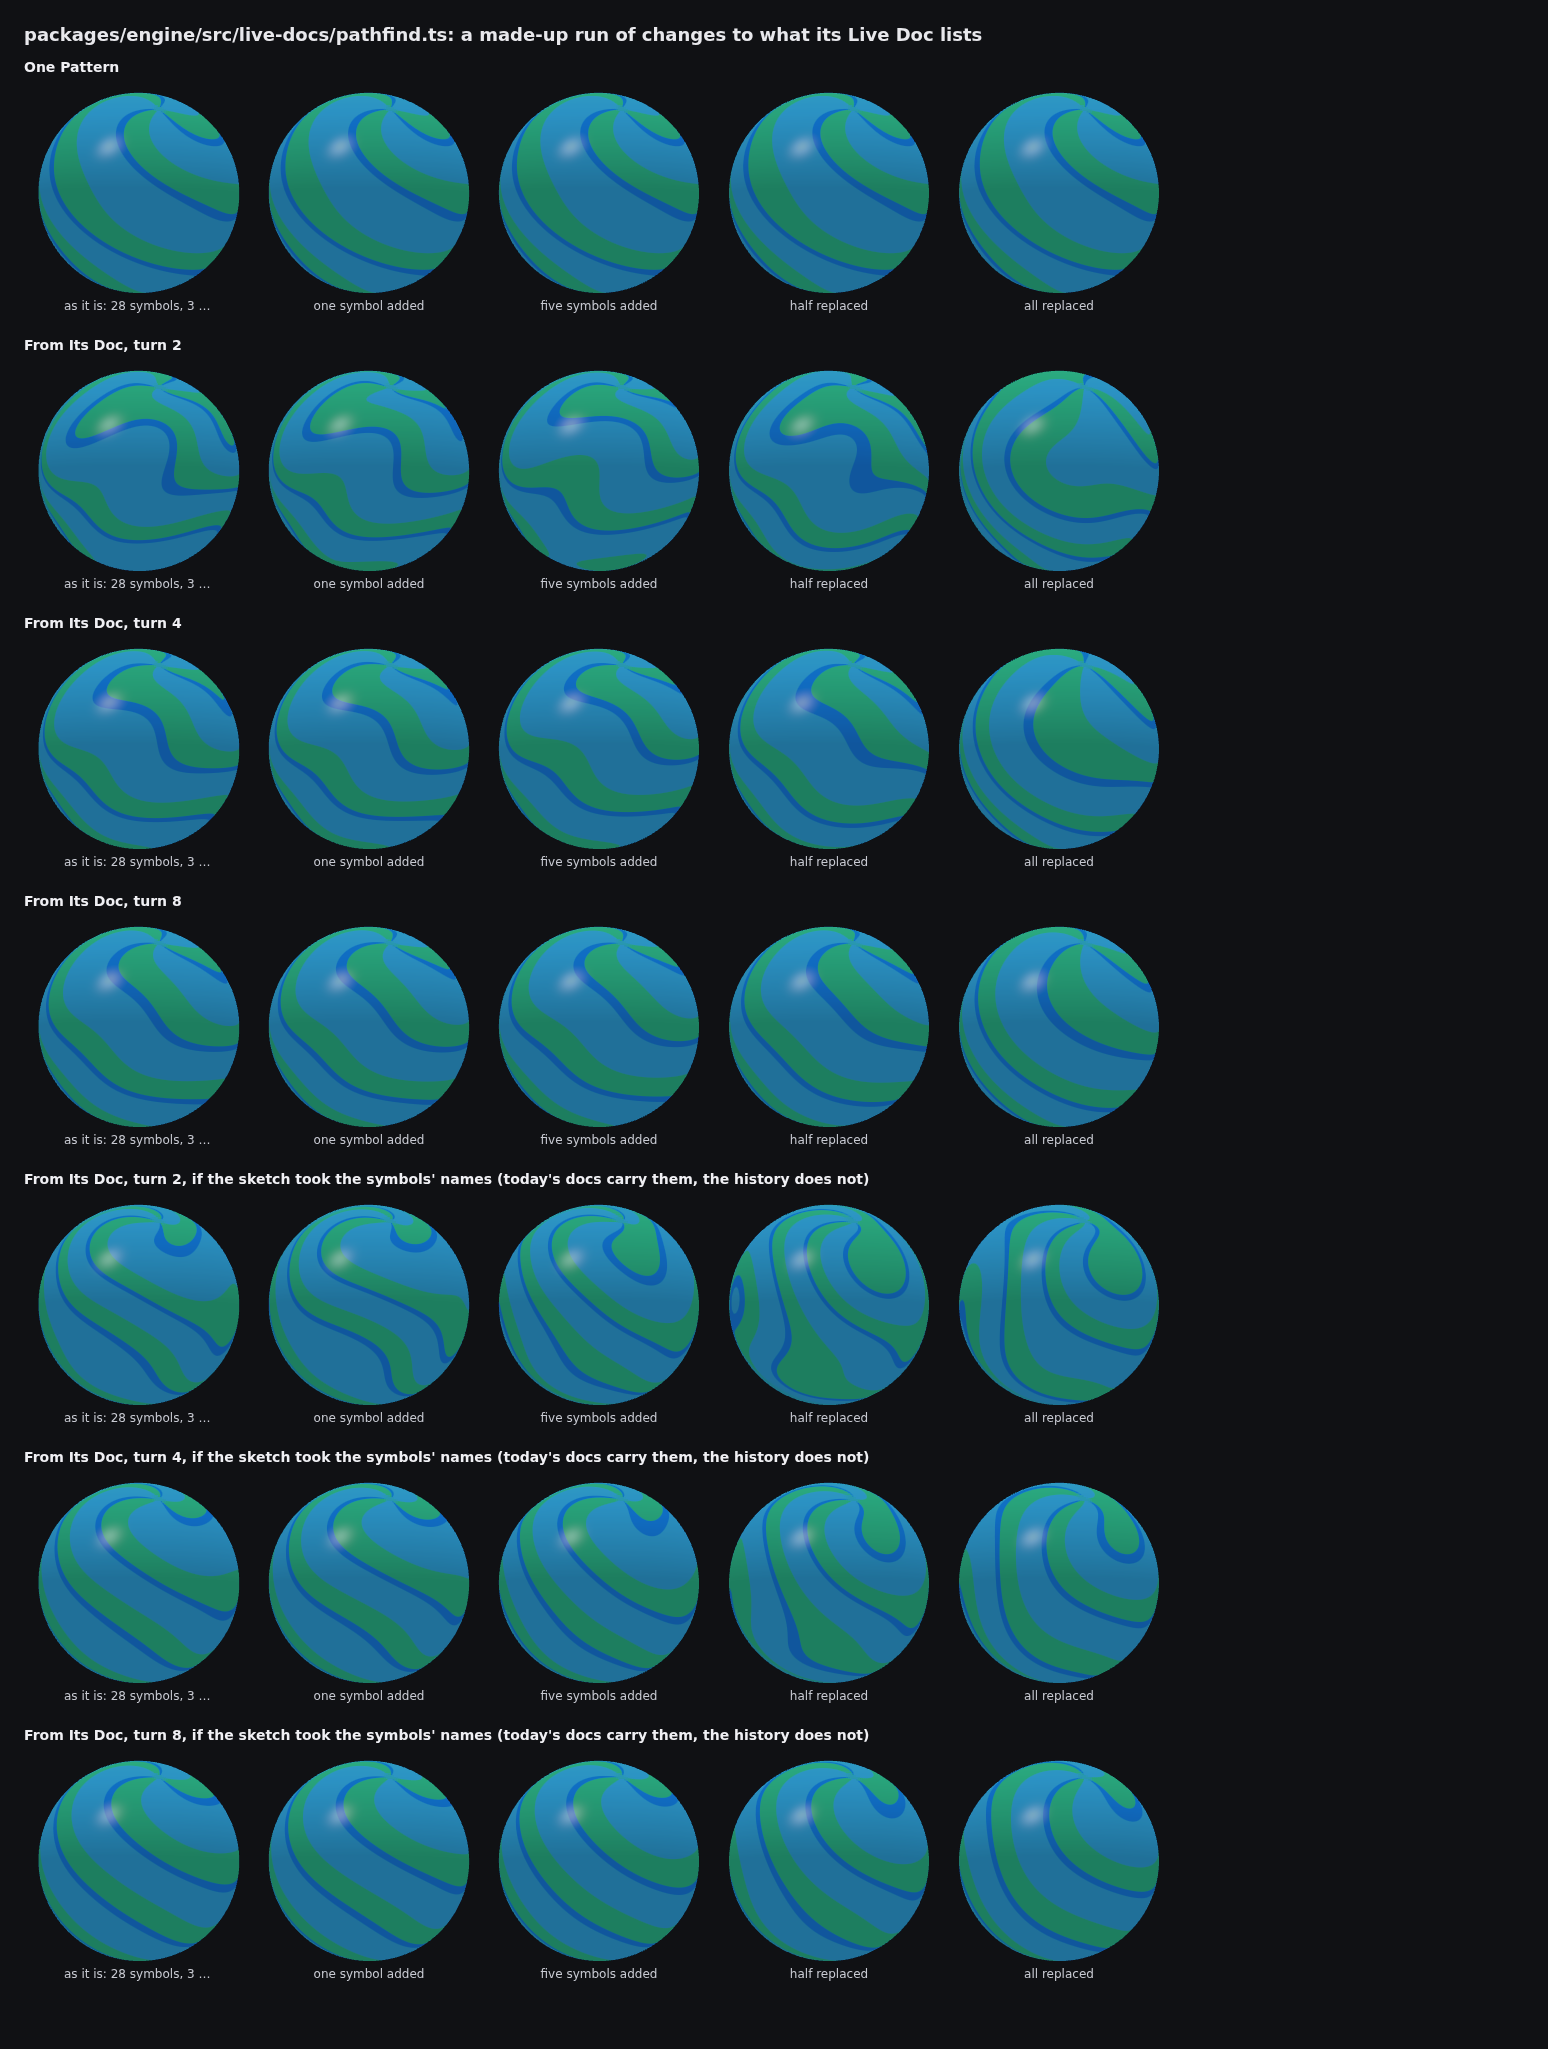 packages/engine/src/live-docs/pathfind.ts: a made-up run of changes to what its Live Doc lists
One Pattern
as it is: 28 symbols, 3 ... one symbol added five symbols added half replaced all replaced
From Its Doc, turn 2
as it is: 28 symbols, 3 ... one symbol added five symbols added half replaced all replaced
From Its Doc, turn 4
as it is: 28 symbols, 3 ... one symbol added five symbols added half replaced all replaced
From Its Doc, turn 8
as it is: 28 symbols, 3 ... one symbol added five symbols added half replaced all replaced
From Its Doc, turn 2, if the sketch took the symbols' names (today's docs carry them, the history does not)
as it is: 28 symbols, 3 ... one symbol added five symbols added half replaced all replaced
From Its Doc, turn 4, if the sketch took the symbols' names (today's docs carry them, the history does not)
as it is: 28 symbols, 3 ... one symbol added five symbols added half replaced all replaced
From Its Doc, turn 8, if the sketch took the symbols' names (today's docs carry them, the history does not)
as it is: 28 symbols, 3 ... one symbol added five symbols added half replaced all replaced